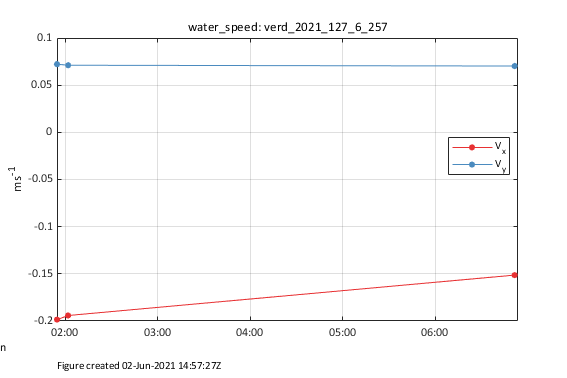 water_speed: verd_2021_127_6_257
0.1
0.05
0
-0.05
-0.1
-0.15
-0.2
ms-1
Vx
Vy
02:00 03:00 04:00 05:00 06:00
n
Figure created 02-Jun-2021 14:57:27Z